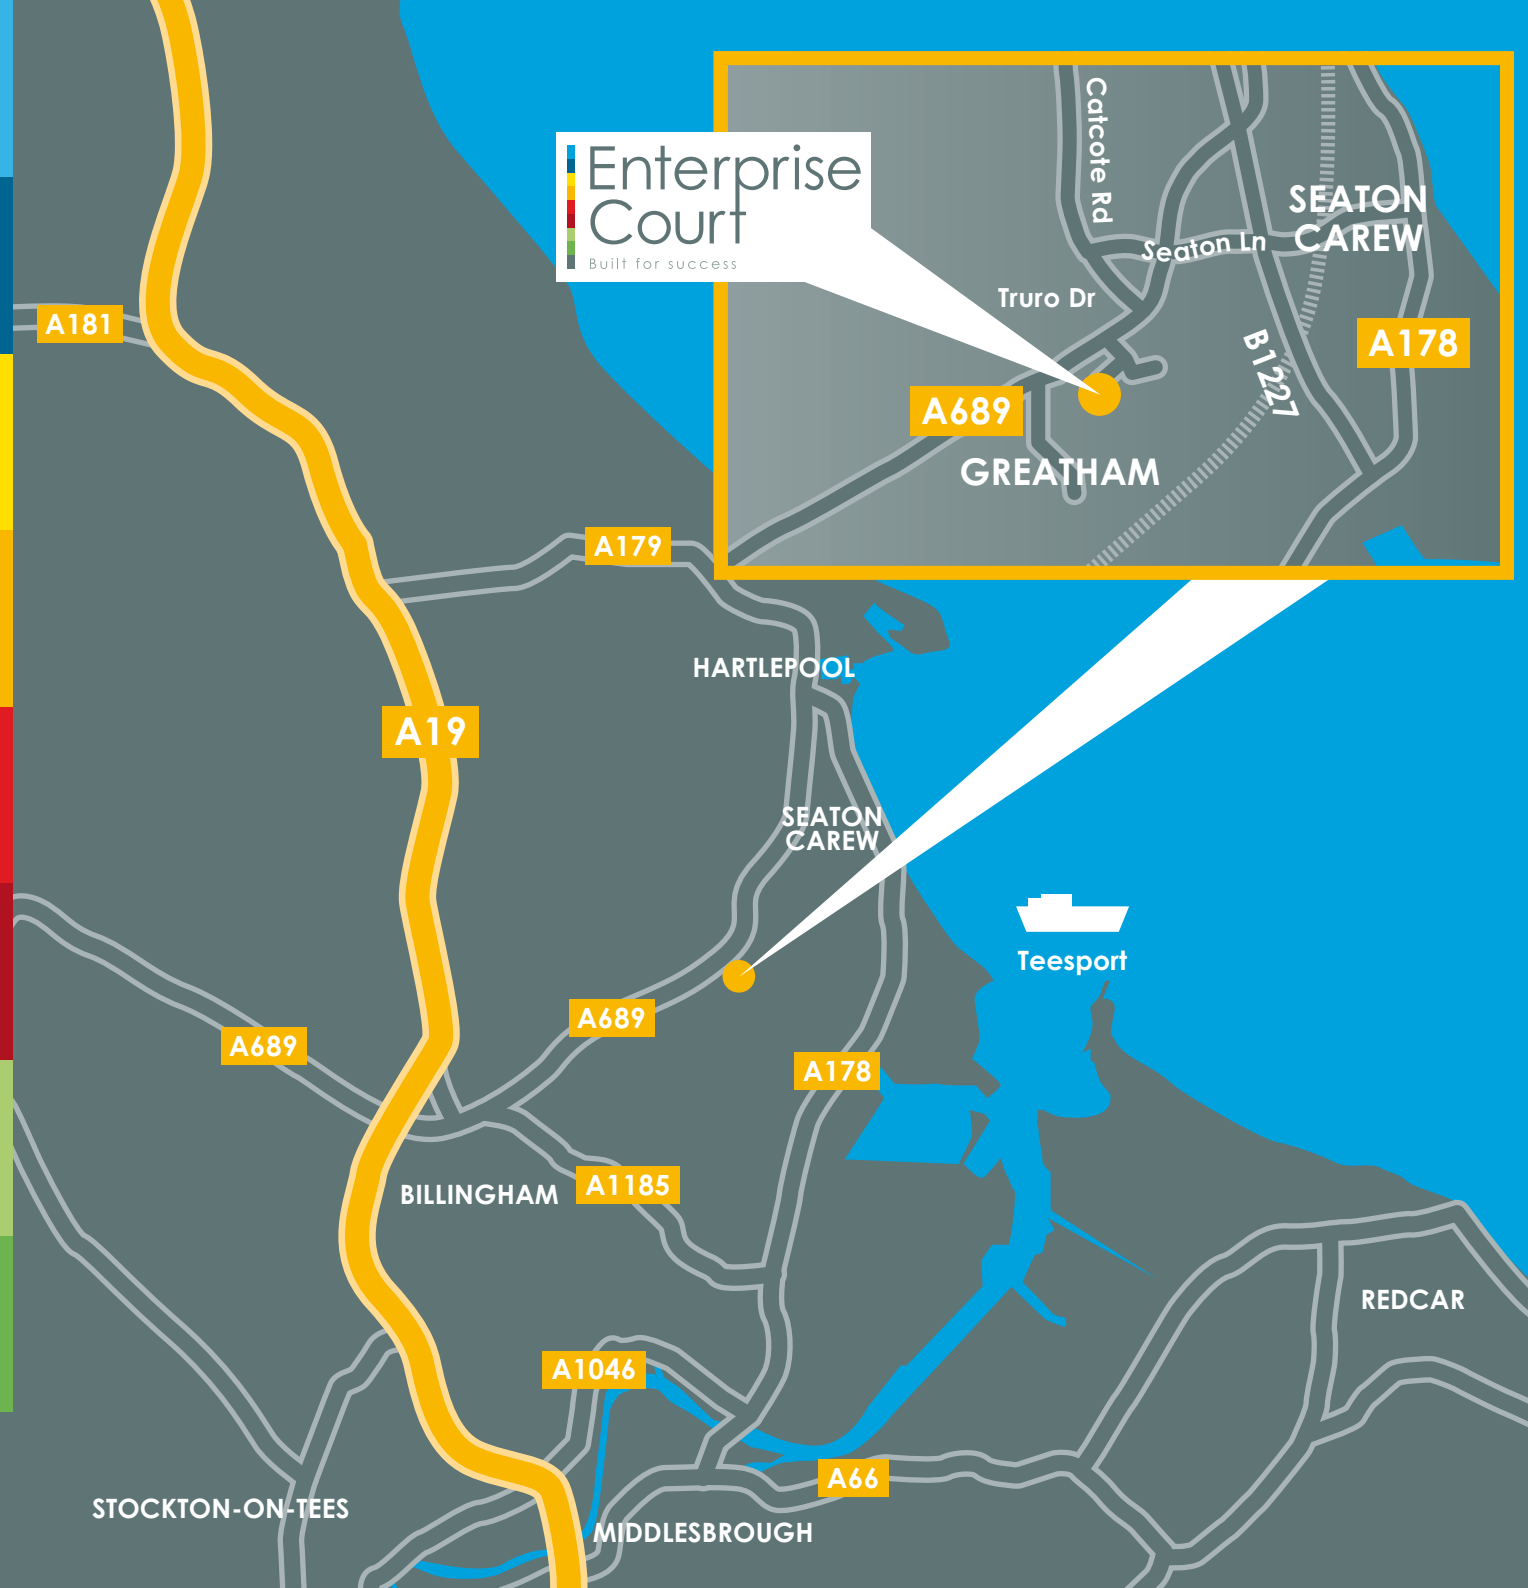 Catcote Rd
Enterprise
Court
Built for success
SEATON
CAREW
Seaton Ln
Truro Dr
A181
B1227
A178
A689
GREATHAM
A179
HARTLEPOOL
A19
SEATON
CAREW
Teesport
A689
A689
A178
A1185
BILLINGHAM
REDCAR
A1046
A66
STOCKTON-ON-TEES
MIDDLESBROUGH